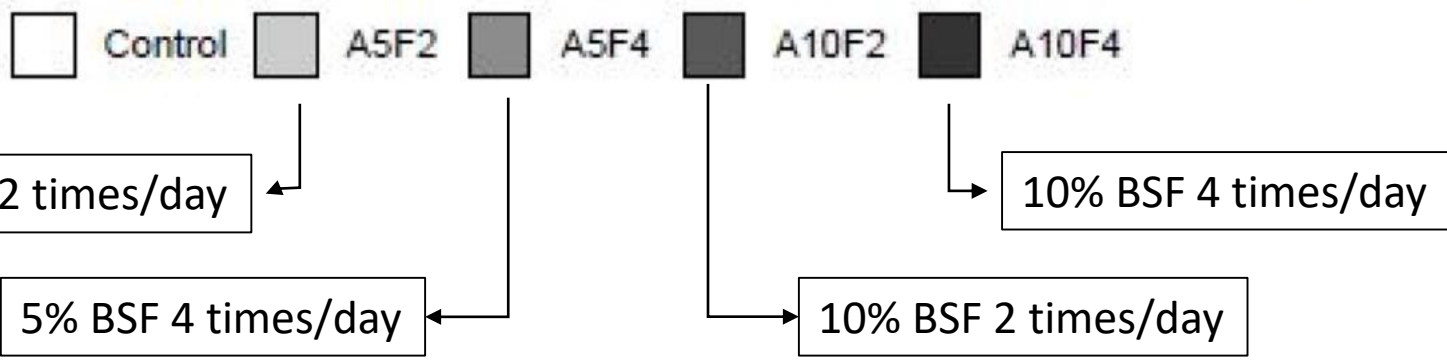 Control A5F2 A5F4 A10F2 A10F4
2 times/day
10% BSF 4 times/day
5% BSF 4 times/day
10% BSF 2 times/day